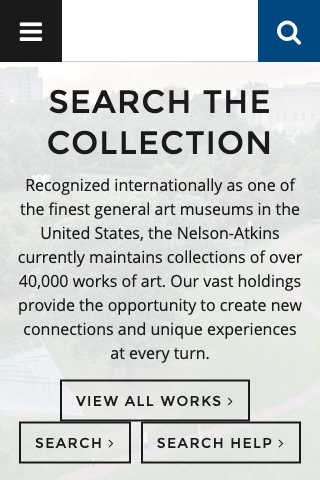 SEARCH THE
COLLECTION
Recognized internationally as one of
the finest general art museums in the
United States, the Nelson-Atkins
currently maintains collections of over
40,000 works of art. Our vast holdings
provide the opportunity to create new
connections and unique experiences
at every turn.
VIEW ALL WORKS ›
SEARCH › SEARCH HELP ›